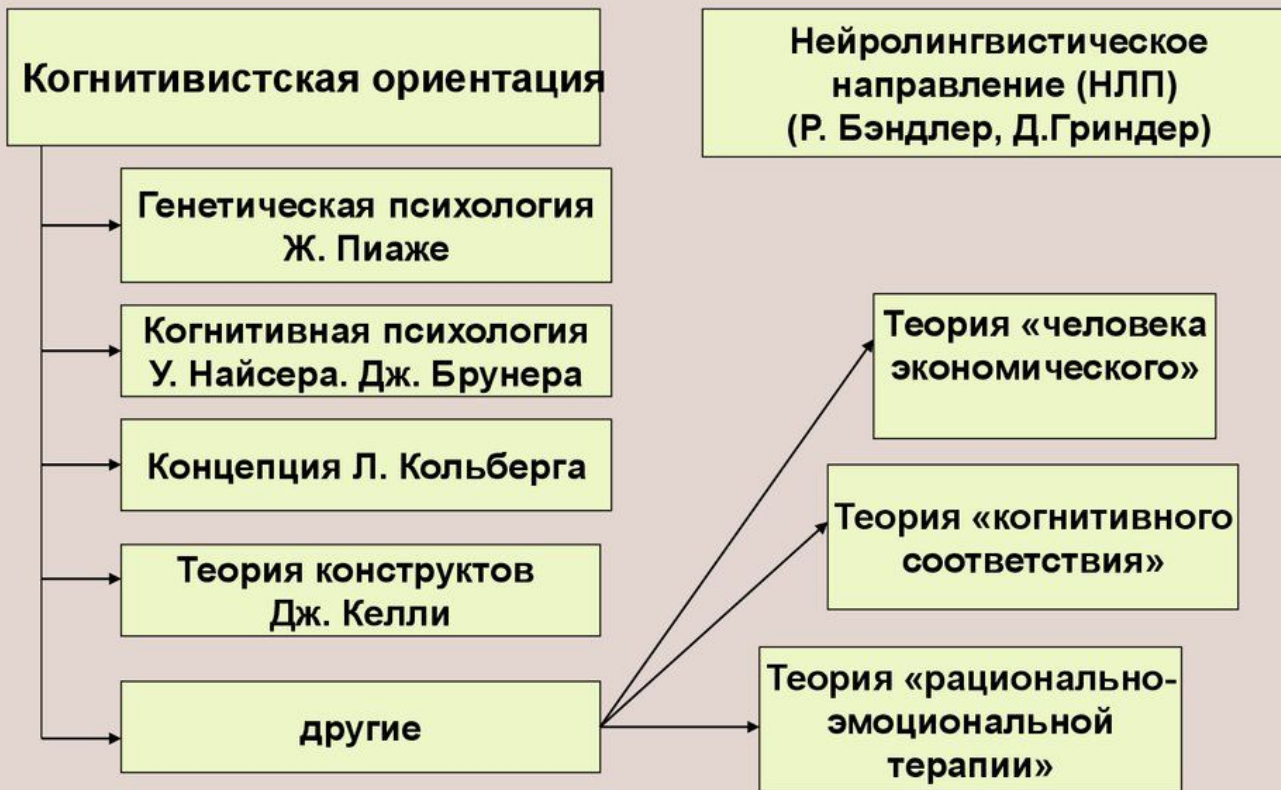 Когнитивистская ориентация
Нейролингвистическое
направление (НЛП)
(Р. Бэндлер, Д.Гриндер)
Генетическая психология
Ж. Пиаже
Когнитивная психология
У. Найсера. Дж. Брунера
Концепция Л. Кольберга
Теория конструктов
Дж. Келли
другие
Теория «человека
экономического»
Теория «когнитивного
соответствия»
Теория «рационально-
эмоциональной
терапии»